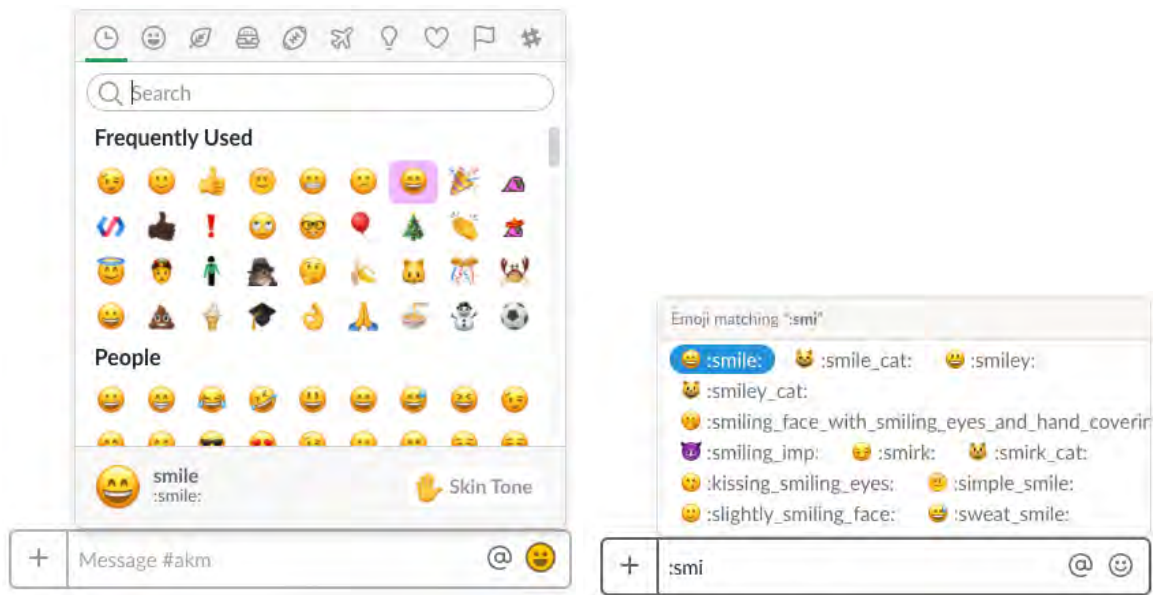 Search
Frequently Used
People
smile
:smile:
Skin Tone
Message #akm
Emoji matching ":smi"
:smile: :smile_cat: :smiley:
:smiley_cat:
:smiling_face_with_smiling_eyes_and_hand_coverin
:smiling_imp: :smirk: :smirk_cat:
:kissing_smiling_eyes: :simple_smile:
:slightly_smiling_face: :sweat_smile:
:smi